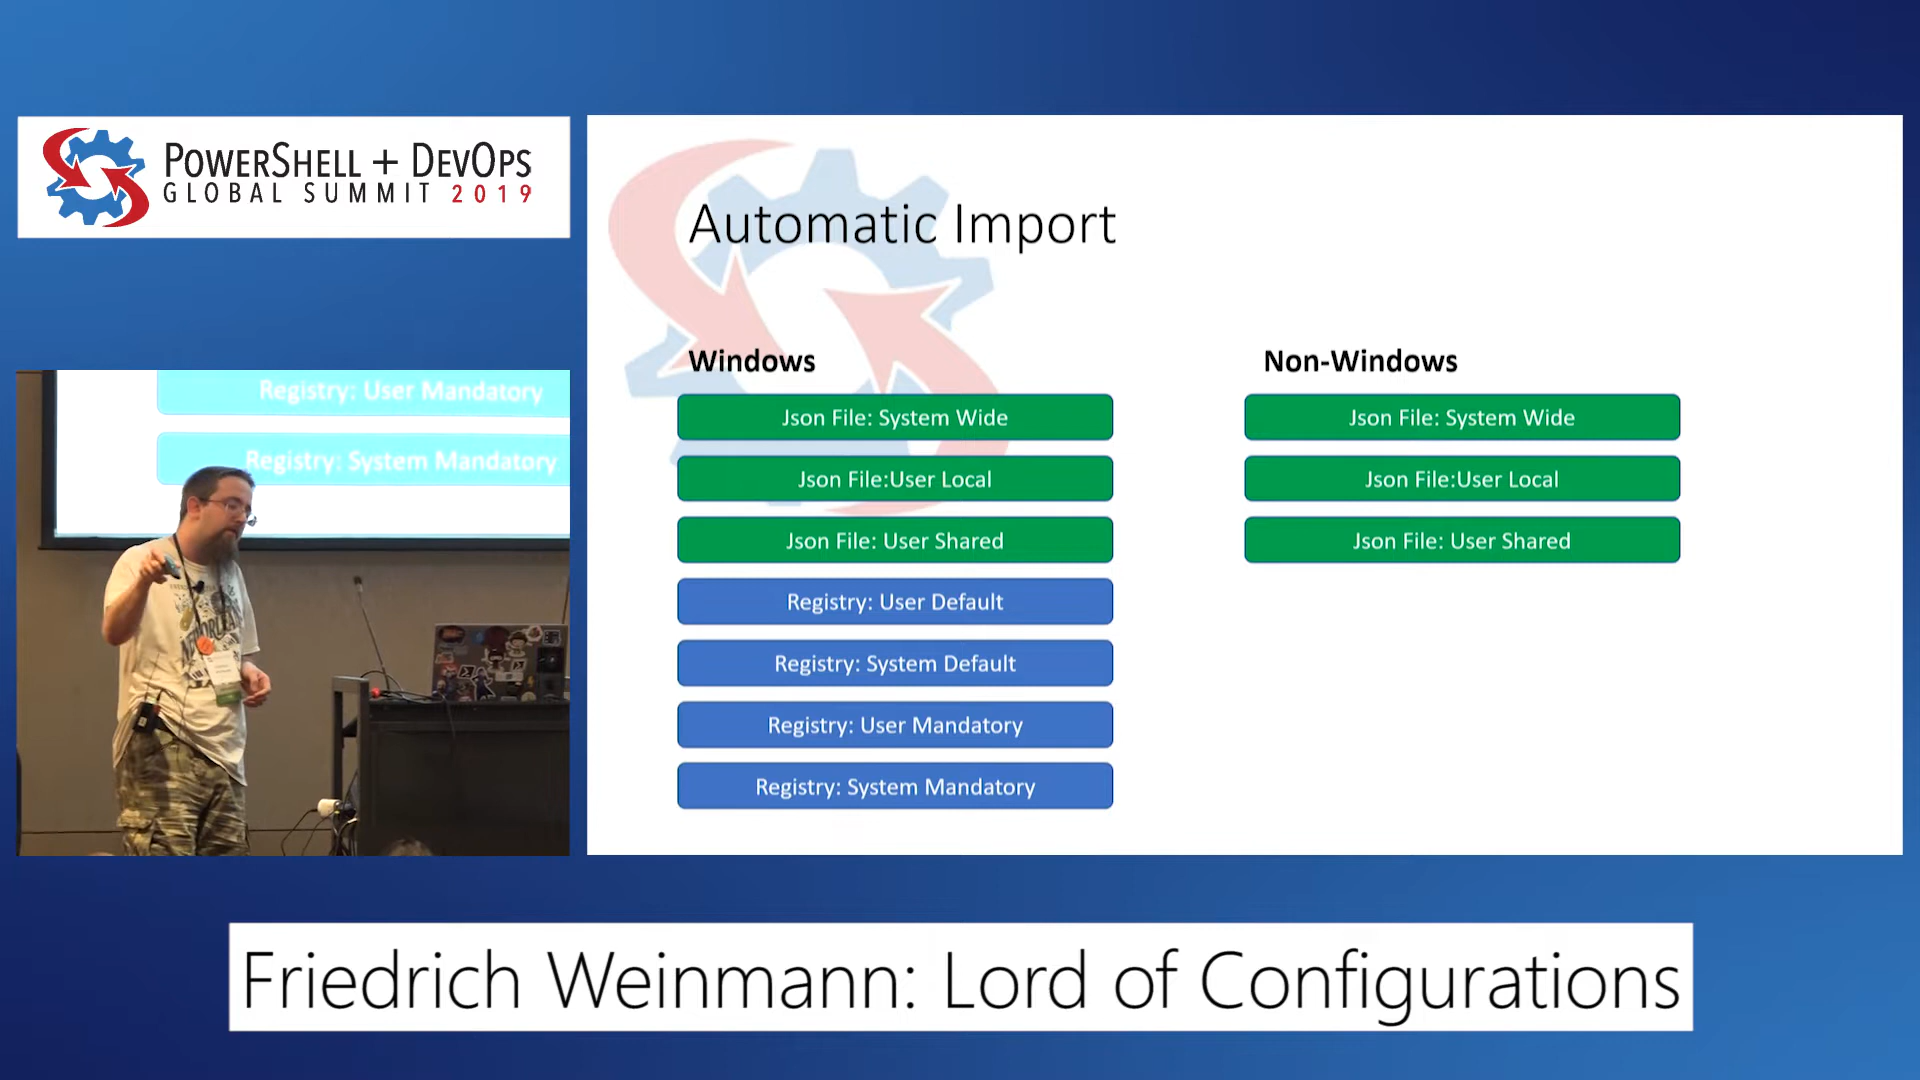 POWERSHELL + DEVOPS
GLOBAL SUMMIT 2019
Automatic Import
Windows
Json File: System Wide
Json File:User Local
Json File: User Shared
Registry: User Default
Registry: System Default
Registry: User Mandatory
Registry: System Mandatory
Non-Windows
Json File: System Wide
Json File:User Local
Json File: User Shared
Registry: User Mandatory
Registry: System Mandatory
Friedrich Weinmann: Lord of Configurations